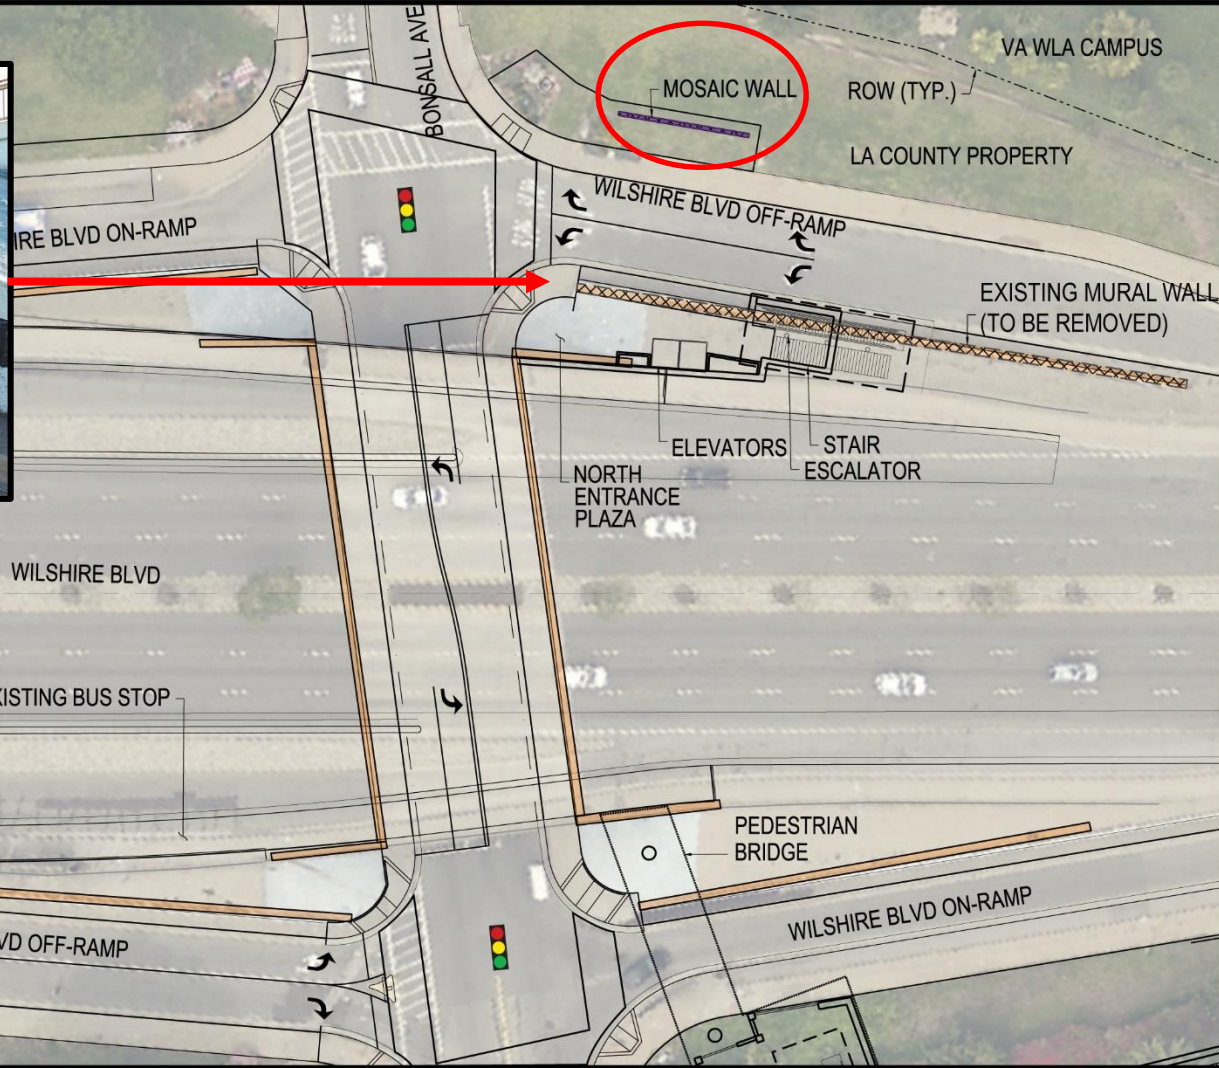 BONSALL AVE
MOSAIC WALL
VA WLA CAMPUS
ROW (TYP.)
LA COUNTY PROPERTY
WILSHIRE BLVD OFF-RAMP
IRE BLVD ON-RAMP
EXISTING MURAL WALL
(TO BE REMOVED)
ELEVATORS
STAIR
ESCALATOR
NORTH
ENTRANCE
PLAZA
WILSHIRE BLVD
XISTING BUS STOP
PEDESTRIAN
BRIDGE
WILSHIRE BLVD ON-RAMP
VD OFF-RAMP